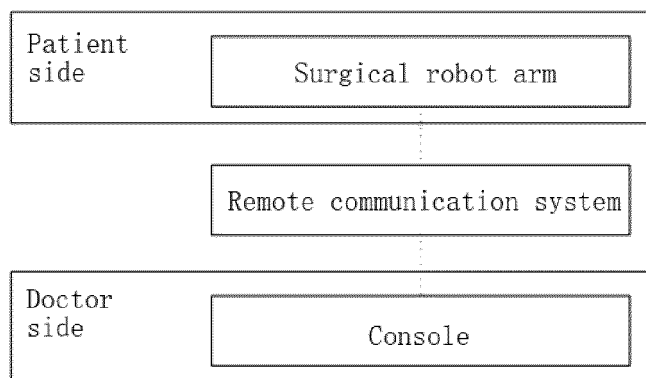 Patient
side
Surgical robot arm
Remote communication system
Doctor
side
Console